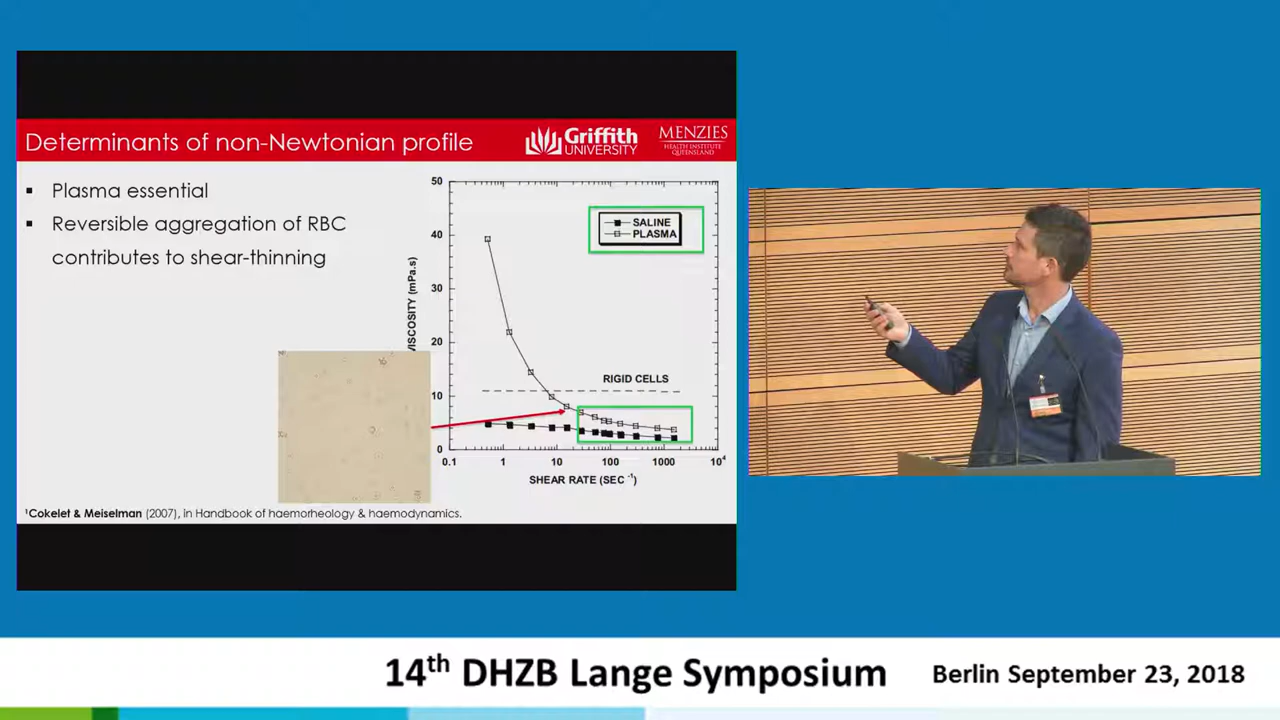 Determinants of non-Newtonian profile
Griffith
UNIVERSITY
MENZIES
HEALTH INSTITUTE
QUEENSLAND
▪ Plasma essential
▪ Reversible aggregation of RBC
contributes to shear-thinning
50
40
30
20
10
0
VISCOSITY (mPa.s)
SALINE
PLASMA
RIGID CELLS
0.1 1 10 100 1000 10⁴
SHEAR RATE (SEC ⁻¹)
¹Cokelet & Meiselman (2007), in Handbook of haemorheology & haemodynamics.
14th DHZB Lange Symposium
Berlin September 23, 2018